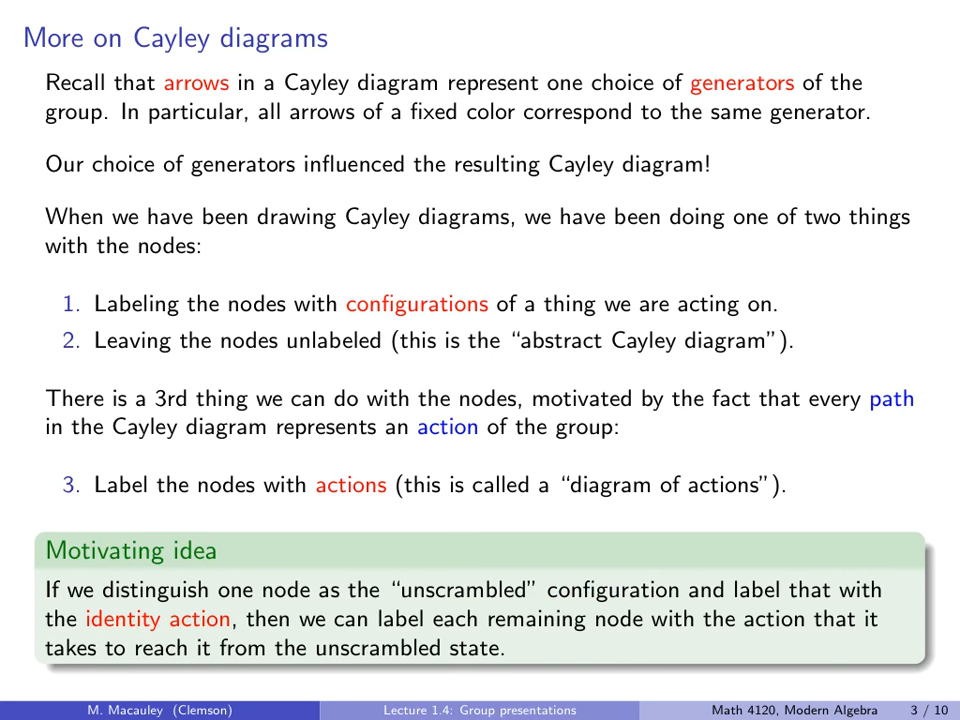 More on Cayley diagrams
Recall that arrows in a Cayley diagram represent one choice of generators of the
group. In particular, all arrows of a fixed color correspond to the same generator.
Our choice of generators influenced the resulting Cayley diagram!
When we have been drawing Cayley diagrams, we have been doing one of two things
with the nodes:
1. Labeling the nodes with configurations of a thing we are acting on.
2. Leaving the nodes unlabeled (this is the “abstract Cayley diagram”).
There is a 3rd thing we can do with the nodes, motivated by the fact that every path
in the Cayley diagram represents an action of the group:
3. Label the nodes with actions (this is called a “diagram of actions”).
Motivating idea
If we distinguish one node as the “unscrambled” configuration and label that with
the identity action, then we can label each remaining node with the action that it
takes to reach it from the unscrambled state.
M. Macauley (Clemson) Lecture 1.4: Group presentations Math 4120, Modern Algebra 3 / 10